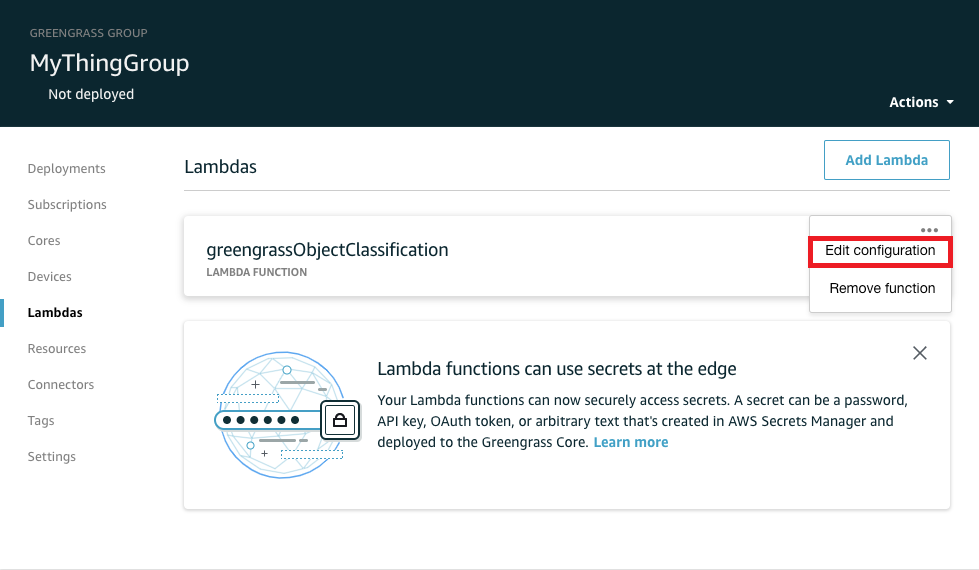 GREENGRASS GROUP
MyThingGroup
Not deployed
Actions
Deployments
Subscriptions
Cores
Devices
Lambdas
Resources
Connectors
Tags
Settings
Lambdas
Add Lambda
greengrassObjectClassification
LAMBDA FUNCTION
Edit configuration
Remove function
Lambda functions can use secrets at the edge
Your Lambda functions can now securely access secrets. A secret can be a password,
API key, OAuth token, or arbitrary text that's created in AWS Secrets Manager and
deployed to the Greengrass Core. Learn more